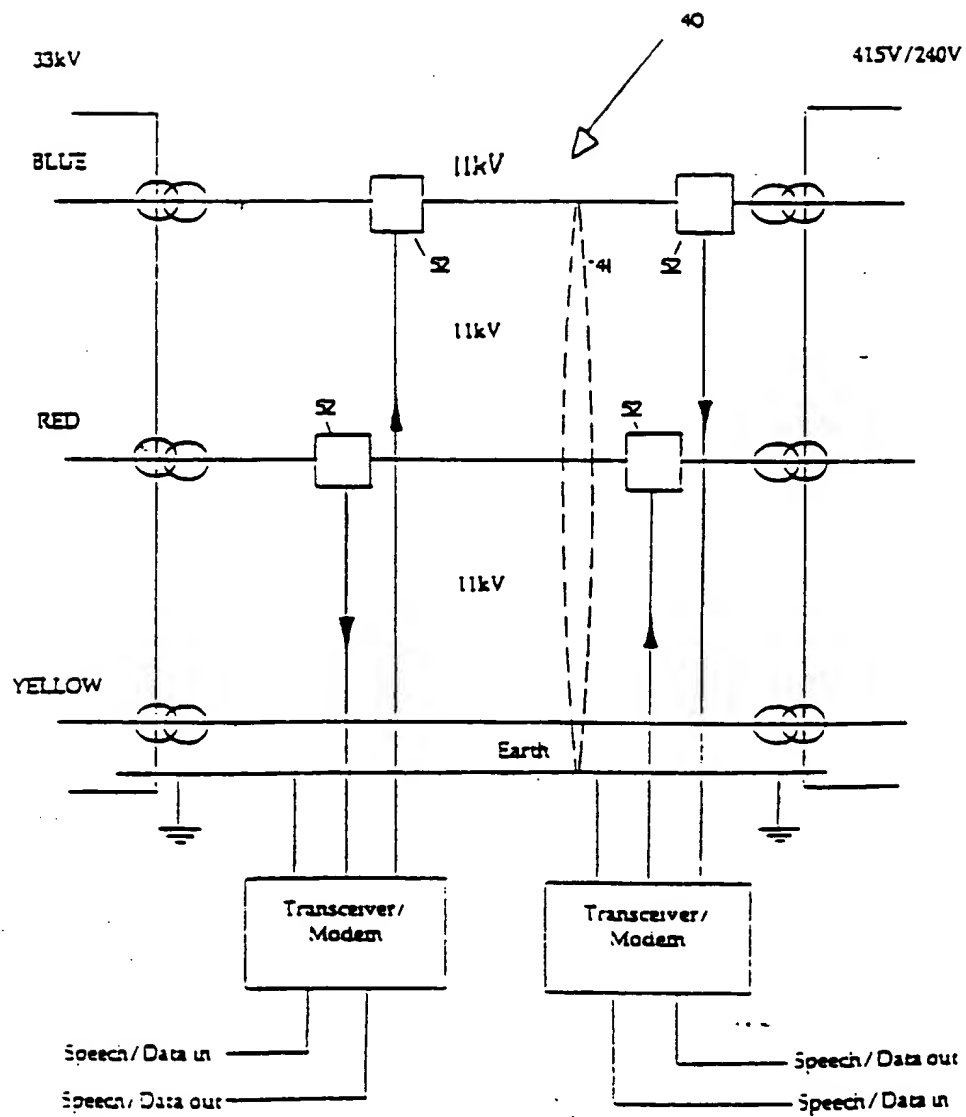 40
33kV
415V/240V
BLUE
11kV
52
41
52
11kV
RED
52
52
11kV
YELLOW
Earth
Transceiver/
Modem
Transceiver/
Modem
Speech/Data in
Speech/Data out
Speech/Data out
Speech/Data in